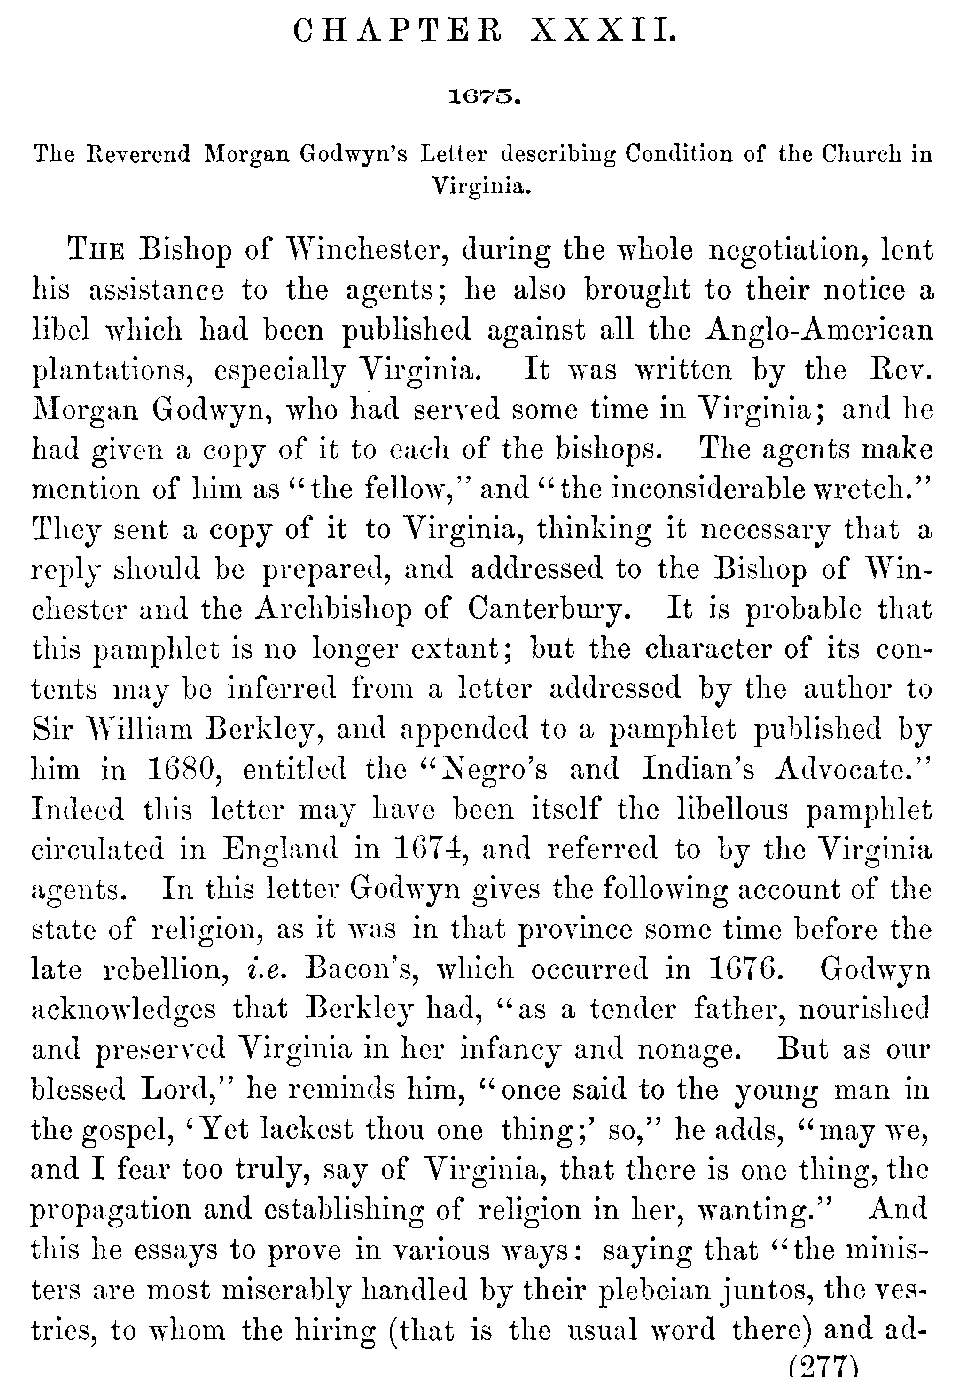 CHAPTER XXXII.
1675.
The Reverend Morgan Godwyn's Letter describing Condition of the Church in
Virginia.
THE Bishop of Winchester, during the whole negotiation, lent
his assistance to the agents; he also brought to their notice a
libel which had been published against all the Anglo-American
plantations, especially Virginia. It was written by the Rev.
Morgan Godwyn, who had served some time in Virginia; and he
had given a copy of it to each of the bishops. The agents make
mention of him as "the fellow," and "the inconsiderable wretch."
They sent a copy of it to Virginia, thinking it necessary that a
reply should be prepared, and addressed to the Bishop of Win-
chester and the Archbishop of Canterbury. It is probable that
this pamphlet is no longer extant; but the character of its con-
tents may be inferred from a letter addressed by the author to
Sir William Berkley, and appended to a pamphlet published by
him in 1680, entitled the "Negro's and Indian's Advocate."
Indeed this letter may have been itself the libellous pamphlet
circulated in England in 1674, and referred to by the Virginia
agents. In this letter Godwyn gives the following account of the
state of religion, as it was in that province some time before the
late rebellion, i.e. Bacon's, which occurred in 1676. Godwyn
acknowledges that Berkley had, "as a tender father, nourished
and preserved Virginia in her infancy and nonage. But as our
blessed Lord," he reminds him, "once said to the young man in
the gospel, 'Yet lackest thou one thing;' so," he adds, "may we,
and I fear too truly, say of Virginia, that there is one thing, the
propagation and establishing of religion in her, wanting." And
this he essays to prove in various ways: saying that "the minis-
ters are most miserably handled by their plebeian juntos, the ves-
tries, to whom the hiring (that is the usual word there) and ad-
(277)